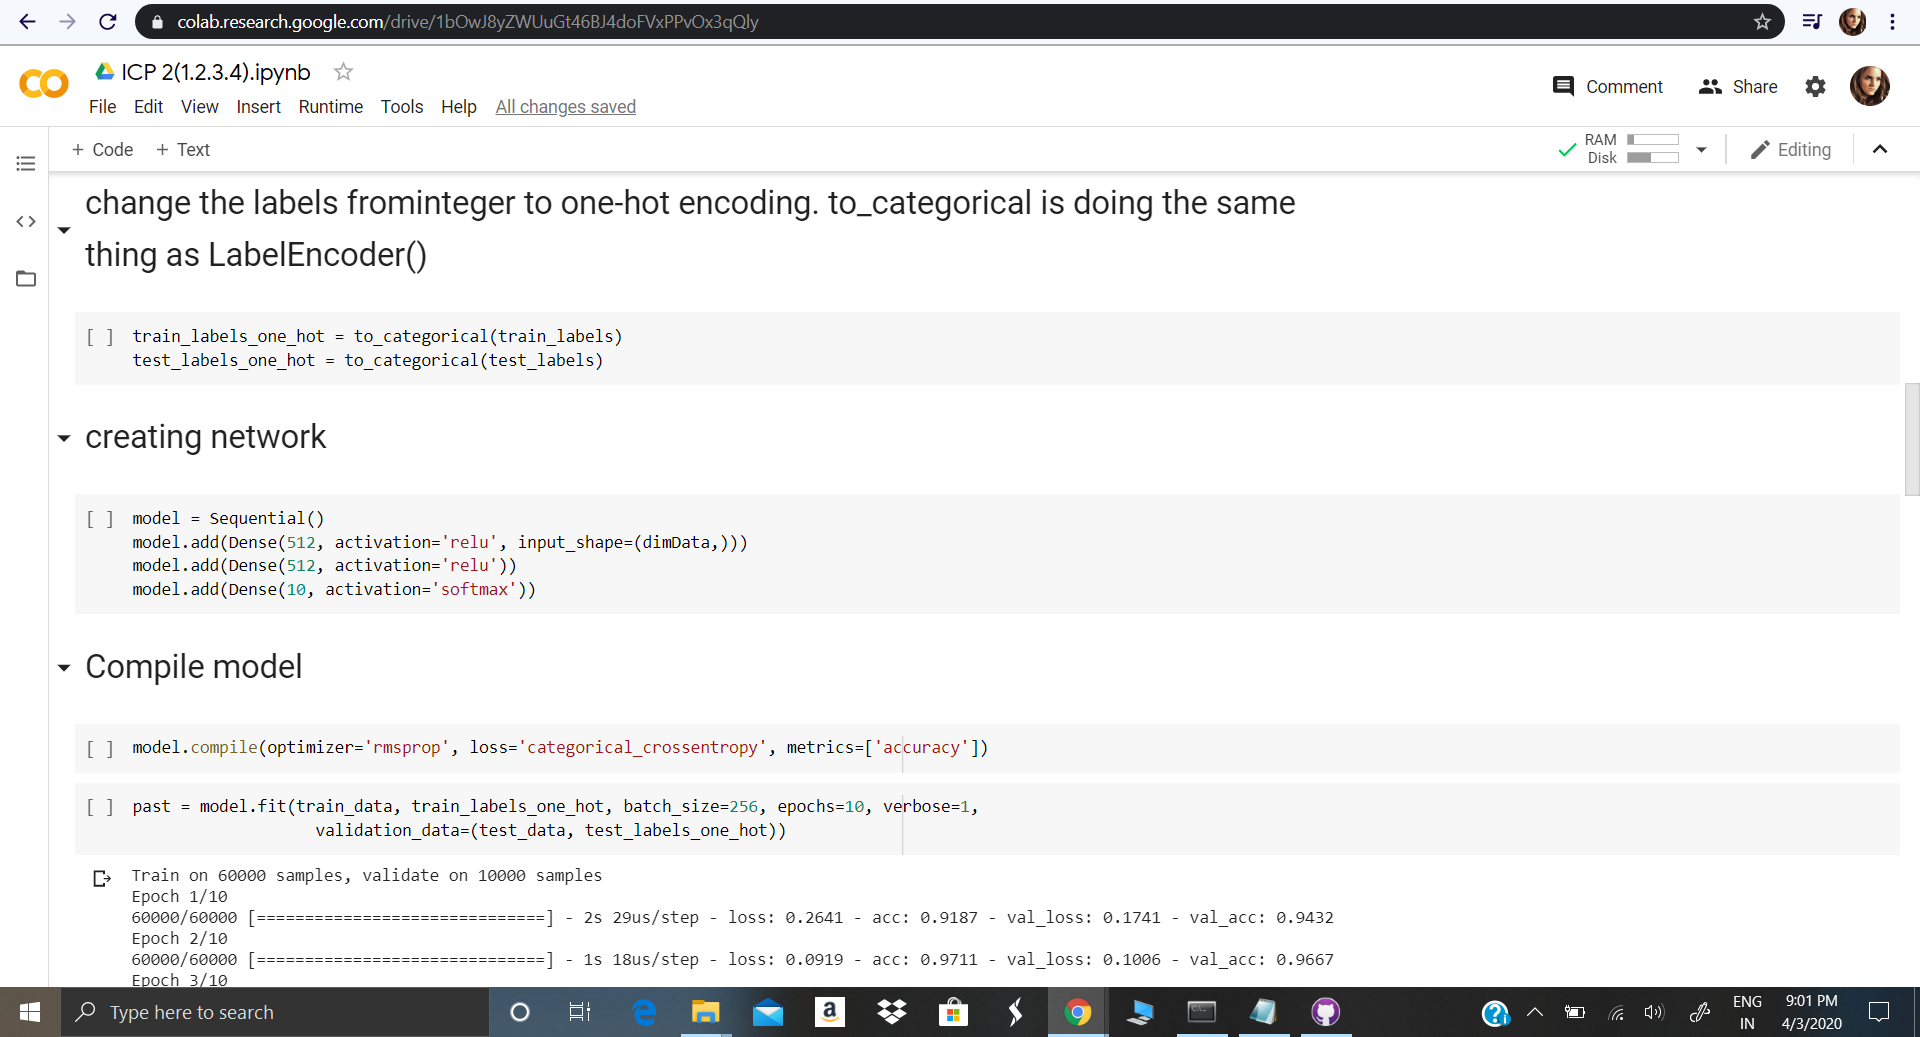 colab.research.google.com/drive/1bOwJ8yZWUuGt46BJ4doFVxPPvOx3qQly
ICP 2(1.2.3.4).ipynb
File Edit View Insert Runtime Tools Help All changes saved
Comment Share
+ Code + Text
RAM
Disk
Editing
change the labels frominteger to one-hot encoding. to_categorical is doing the same
thing as LabelEncoder()
[ ] train_labels_one_hot = to_categorical(train_labels)
test_labels_one_hot = to_categorical(test_labels)
creating network
[ ] model = Sequential()
model.add(Dense(512, activation='relu', input_shape=(dimData,)))
model.add(Dense(512, activation='relu'))
model.add(Dense(10, activation='softmax'))
Compile model
[ ] model.compile(optimizer='rmsprop', loss='categorical_crossentropy', metrics=['accuracy'])
[ ] past = model.fit(train_data, train_labels_one_hot, batch_size=256, epochs=10, verbose=1,
validation_data=(test_data, test_labels_one_hot))
Train on 60000 samples, validate on 10000 samples
Epoch 1/10
60000/60000 [==============================] - 2s 29us/step - loss: 0.2641 - acc: 0.9187 - val_loss: 0.1741 - val_acc: 0.9432
Epoch 2/10
60000/60000 [==============================] - 1s 18us/step - loss: 0.0919 - acc: 0.9711 - val_loss: 0.1006 - val_acc: 0.9667
Epoch 3/10
Type here to search
ENG
IN
9:01 PM
4/3/2020